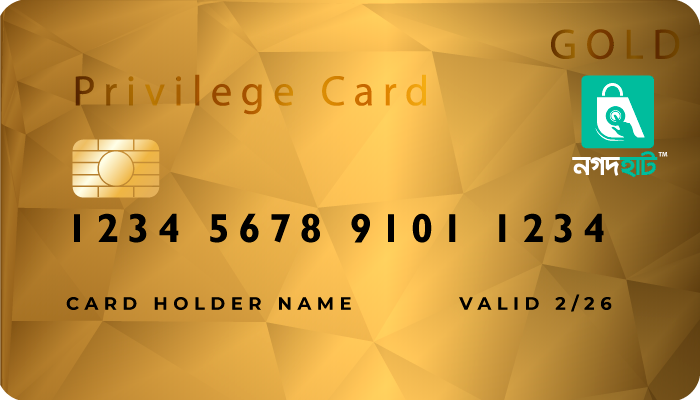 GOLD
Privilege Card
নগদহাট™
1234 5678 9101 1234
CARD HOLDER NAME VALID 2/26